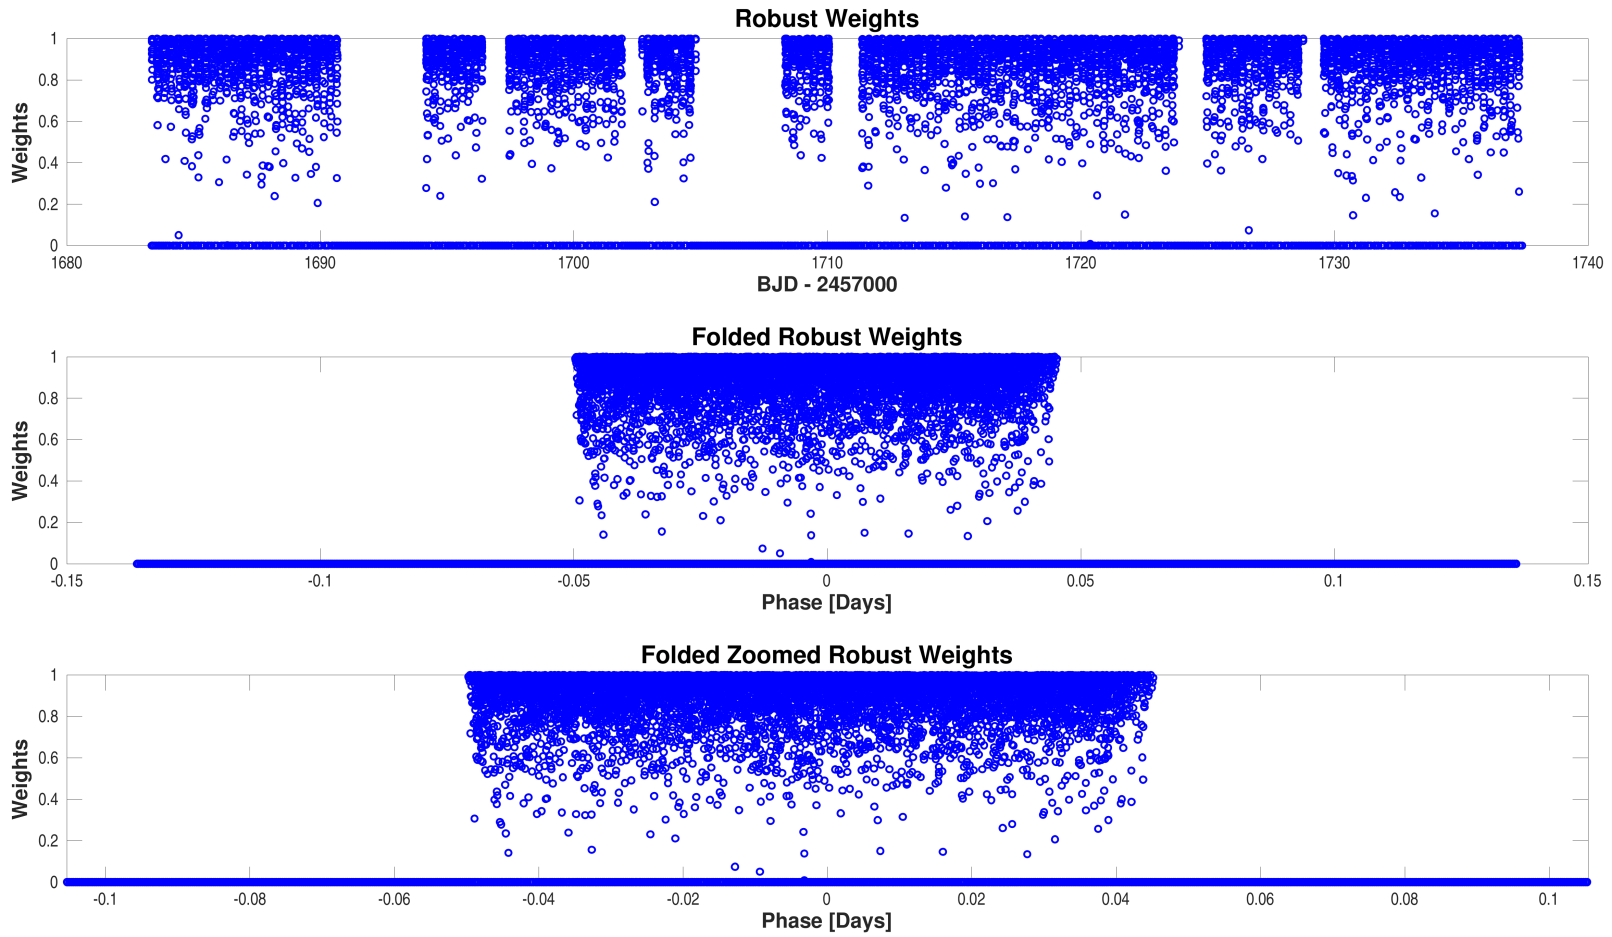 Robust Weights
1
0.8
0.6
0.4
0.2
0
Weights
1680 1690 1700 1710 1720 1730 1740
BJD - 2457000
Folded Robust Weights
1
0.8
0.6
0.4
0.2
0
Weights
-0.15 -0.1 -0.05 0 0.05 0.1 0.15
Phase [Days]
Folded Zoomed Robust Weights
1
0.8
0.6
0.4
0.2
0
Weights
-0.1 -0.08 -0.06 -0.04 -0.02 0 0.02 0.04 0.06 0.08 0.1
Phase [Days]